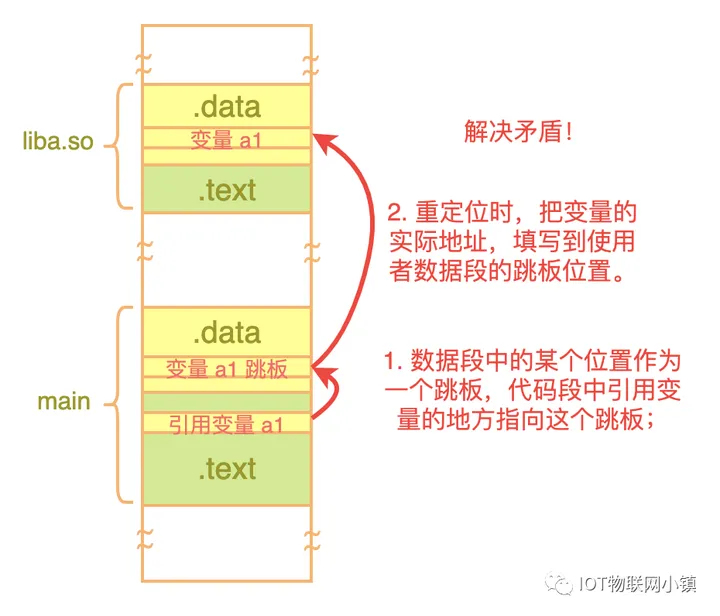 .data
liba.so
变量 a1
解决矛盾！
.text
2. 重定位时，把变量的
实际地址，填写到使用
者数据段的跳板位置。
.data
变量 a1 跳板
1. 数据段中的某个位置作为
一个跳板，代码段中引用变
量的地方指向这个跳板；
main
引用变量 a1
.text
IOT物联网小镇